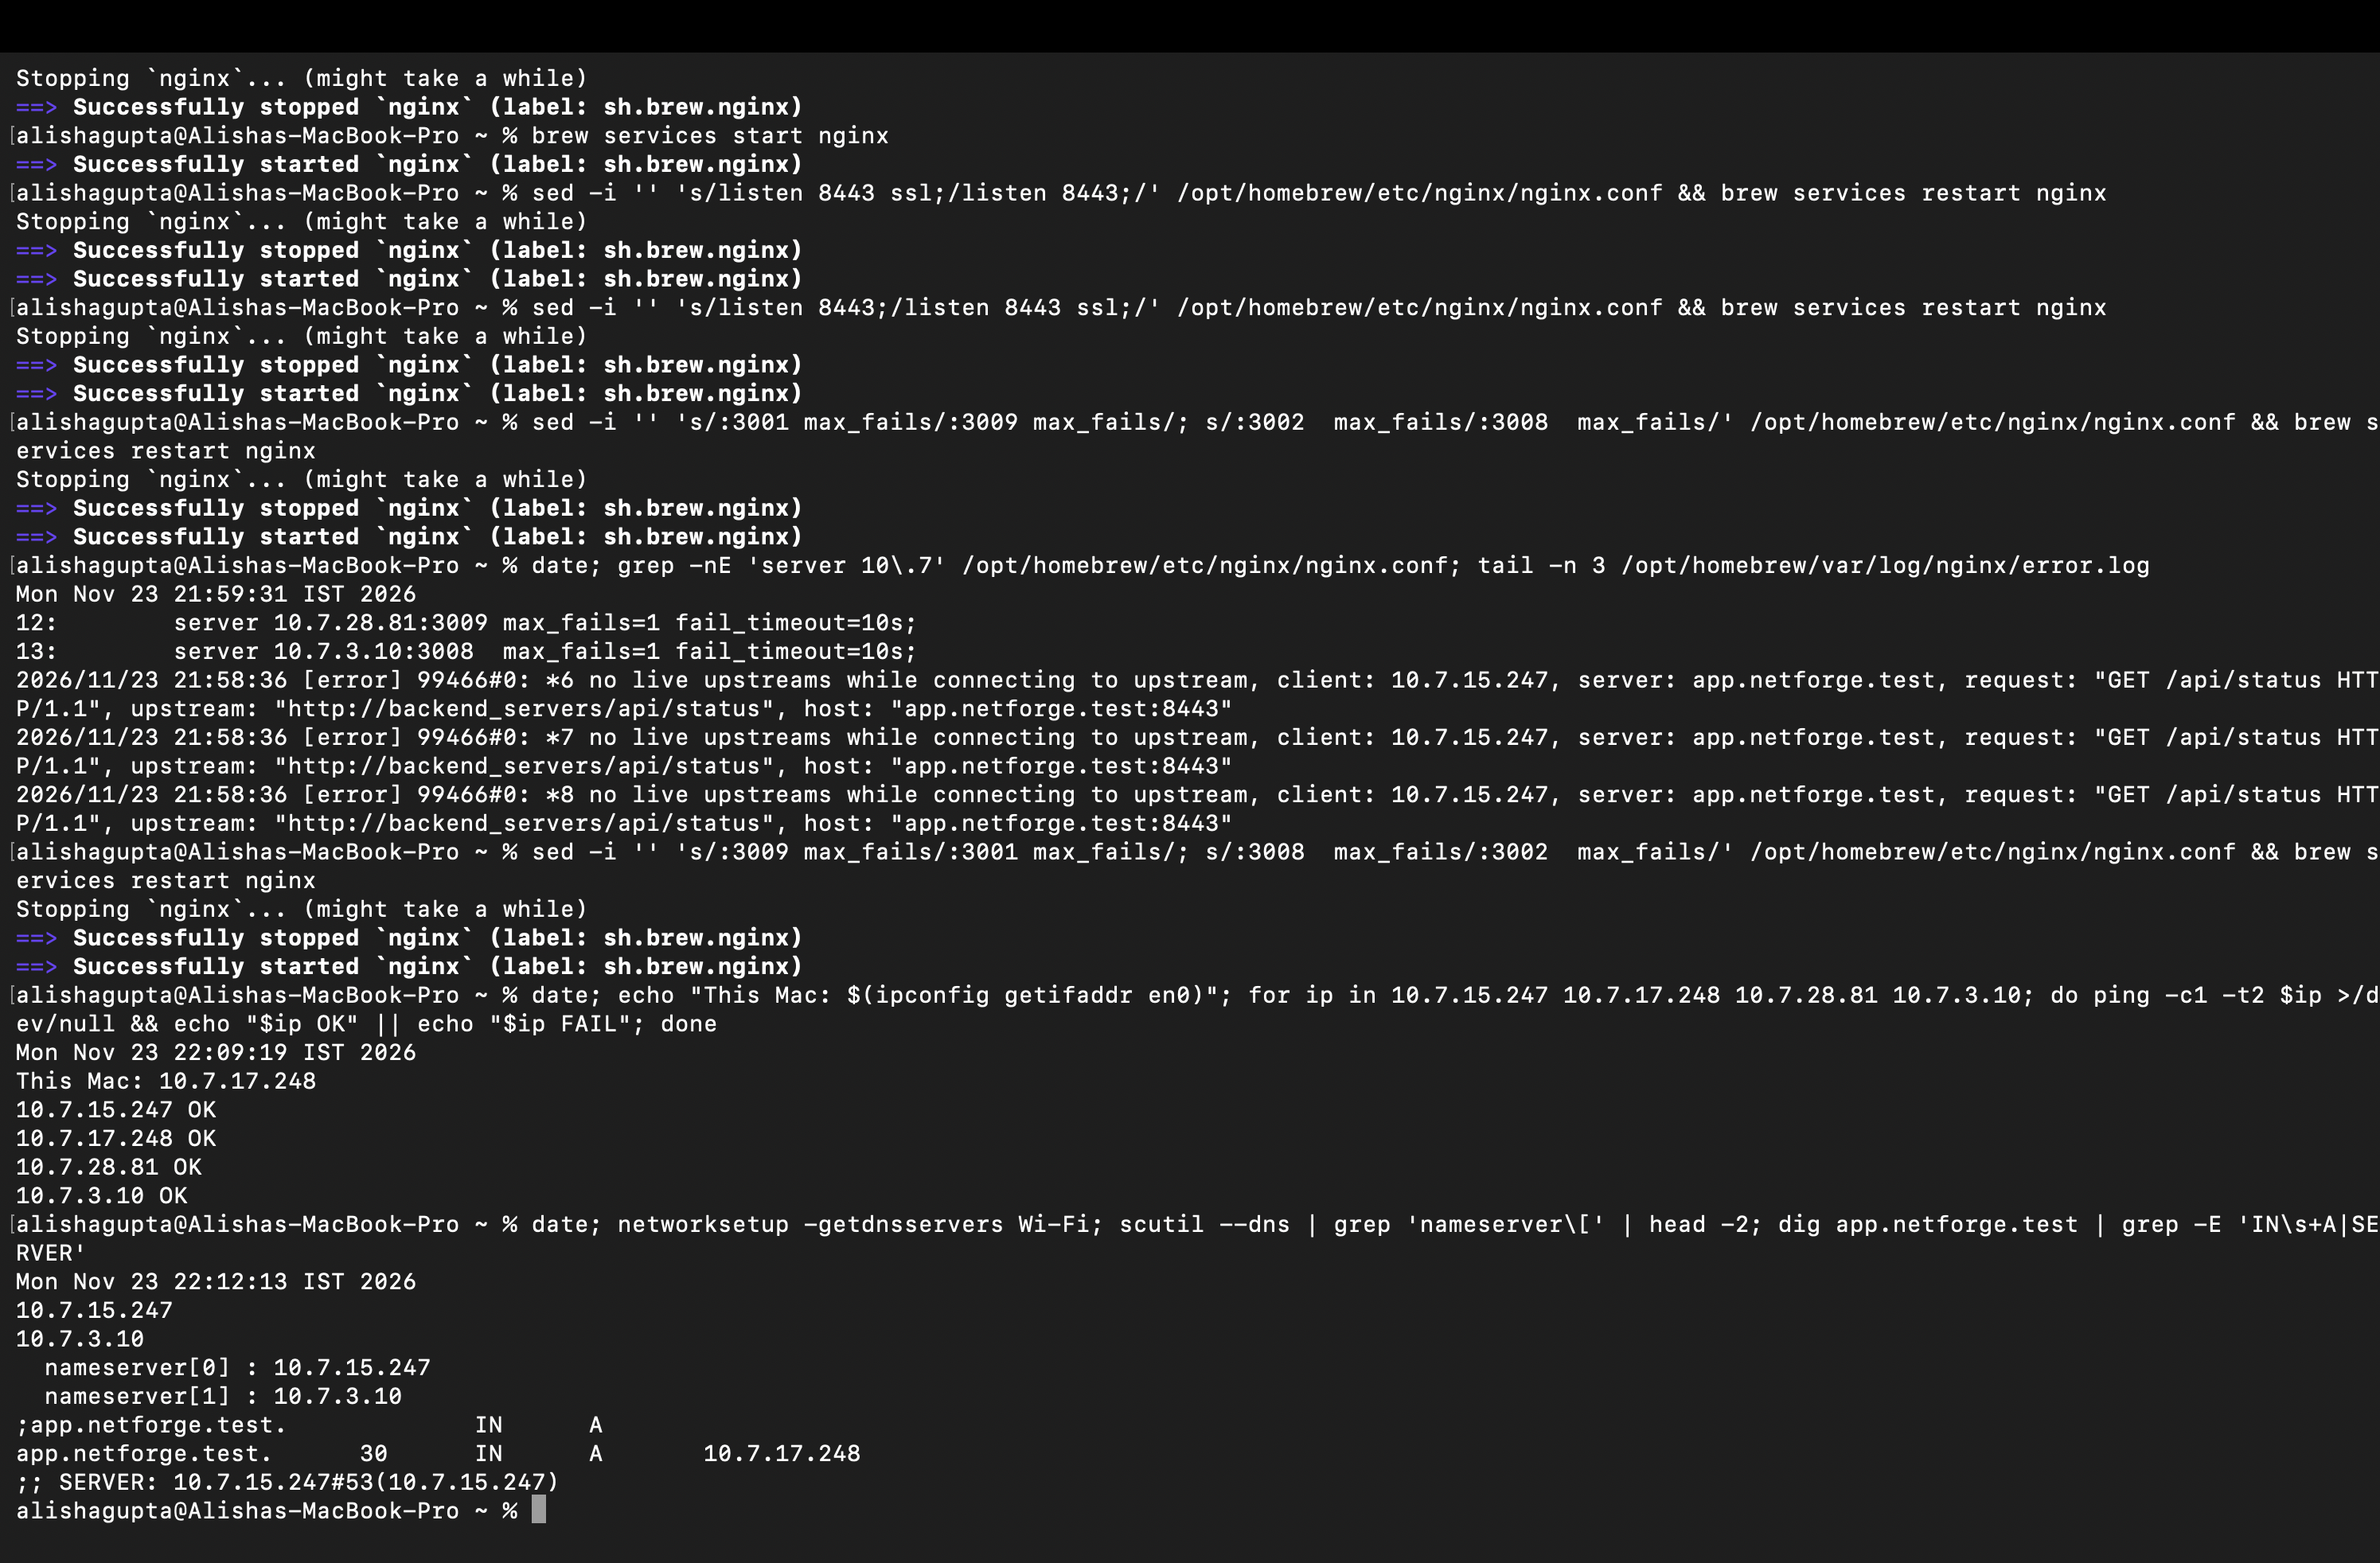 Stopping `nginx`... (might take a while)
==> Successfully stopped `nginx` (label: sh.brew.nginx)
[alishagupta@Alishas-MacBook-Pro ~ % brew services start nginx
==> Successfully started `nginx` (label: sh.brew.nginx)
[alishagupta@Alishas-MacBook-Pro ~ % sed -i '' 's/listen 8443 ssl;/listen 8443;/' /opt/homebrew/etc/nginx/nginx.conf && brew services restart nginx
Stopping `nginx`... (might take a while)
==> Successfully stopped `nginx` (label: sh.brew.nginx)
==> Successfully started `nginx` (label: sh.brew.nginx)
[alishagupta@Alishas-MacBook-Pro ~ % sed -i '' 's/listen 8443;/listen 8443 ssl;/' /opt/homebrew/etc/nginx/nginx.conf && brew services restart nginx
Stopping `nginx`... (might take a while)
==> Successfully stopped `nginx` (label: sh.brew.nginx)
==> Successfully started `nginx` (label: sh.brew.nginx)
[alishagupta@Alishas-MacBook-Pro ~ % sed -i '' 's/:3001 max_fails/:3009 max_fails/; s/:3002  max_fails/:3008  max_fails/' /opt/homebrew/etc/nginx/nginx.conf && brew s
ervices restart nginx
Stopping `nginx`... (might take a while)
==> Successfully stopped `nginx` (label: sh.brew.nginx)
==> Successfully started `nginx` (label: sh.brew.nginx)
[alishagupta@Alishas-MacBook-Pro ~ % date; grep -nE 'server 10\.7' /opt/homebrew/etc/nginx/nginx.conf; tail -n 3 /opt/homebrew/var/log/nginx/error.log
Mon Nov 23 21:59:31 IST 2026
12:        server 10.7.28.81:3009 max_fails=1 fail_timeout=10s;
13:        server 10.7.3.10:3008  max_fails=1 fail_timeout=10s;
2026/11/23 21:58:36 [error] 99466#0: *6 no live upstreams while connecting to upstream, client: 10.7.15.247, server: app.netforge.test, request: "GET /api/status HTT
P/1.1", upstream: "http://backend_servers/api/status", host: "app.netforge.test:8443"
2026/11/23 21:58:36 [error] 99466#0: *7 no live upstreams while connecting to upstream, client: 10.7.15.247, server: app.netforge.test, request: "GET /api/status HTT
P/1.1", upstream: "http://backend_servers/api/status", host: "app.netforge.test:8443"
2026/11/23 21:58:36 [error] 99466#0: *8 no live upstreams while connecting to upstream, client: 10.7.15.247, server: app.netforge.test, request: "GET /api/status HTT
P/1.1", upstream: "http://backend_servers/api/status", host: "app.netforge.test:8443"
[alishagupta@Alishas-MacBook-Pro ~ % sed -i '' 's/:3009 max_fails/:3001 max_fails/; s/:3008  max_fails/:3002  max_fails/' /opt/homebrew/etc/nginx/nginx.conf && brew s
ervices restart nginx
Stopping `nginx`... (might take a while)
==> Successfully stopped `nginx` (label: sh.brew.nginx)
==> Successfully started `nginx` (label: sh.brew.nginx)
[alishagupta@Alishas-MacBook-Pro ~ % date; echo "This Mac: $(ipconfig getifaddr en0)"; for ip in 10.7.15.247 10.7.17.248 10.7.28.81 10.7.3.10; do ping -c1 -t2 $ip >/d
ev/null && echo "$ip OK" || echo "$ip FAIL"; done
Mon Nov 23 22:09:19 IST 2026
This Mac: 10.7.17.248
10.7.15.247 OK
10.7.17.248 OK
10.7.28.81 OK
10.7.3.10 OK
[alishagupta@Alishas-MacBook-Pro ~ % date; networksetup -getdnsservers Wi-Fi; scutil --dns | grep 'nameserver\[' | head -2; dig app.netforge.test | grep -E 'IN\s+A|SE
RVER'
Mon Nov 23 22:12:13 IST 2026
10.7.15.247
10.7.3.10
  nameserver[0] : 10.7.15.247
  nameserver[1] : 10.7.3.10
;app.netforge.test.             IN      A
app.netforge.test.      30      IN      A       10.7.17.248
;; SERVER: 10.7.15.247#53(10.7.15.247)
alishagupta@Alishas-MacBook-Pro ~ %